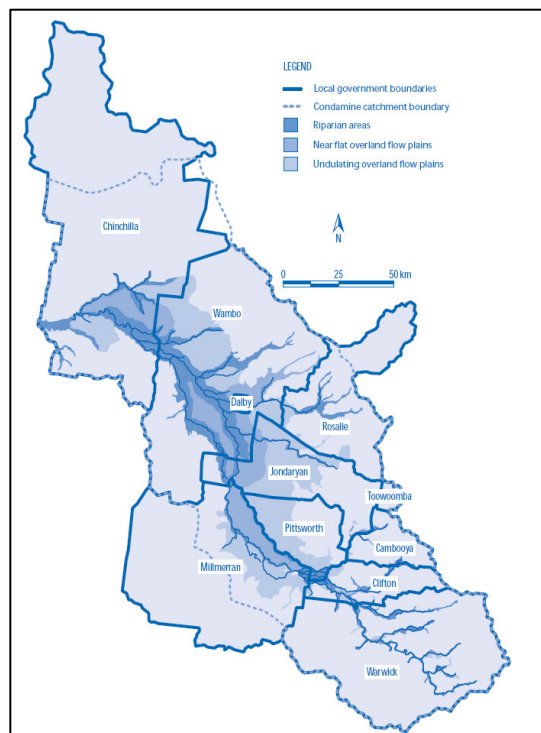 LEGEND
Local government boundaries
Condamine catchment boundary
Riparian areas
Near flat overland flow plains
Undulating overland flow plains
N
0 25 50 km
Chinchilla
Wambo
Dalby
Rosalie
Jondaryan
Toowoomba
Pittsworth
Cambooya
Millmerran
Clifton
Warwick